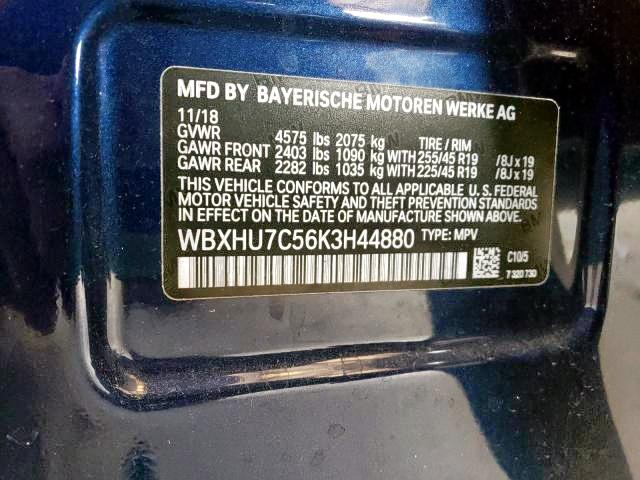 MFD BY BAYERISCHE MOTOREN WERKE AG
11/18
GVWR 4575 lbs 2075 kg TIRE / RIM
GAWR FRONT 2403 lbs 1090 kg WITH 255/45 R19 /8J x 19
GAWR REAR 2282 lbs 1035 kg WITH 225/45 R19 /8J x 19
THIS VEHICLE CONFORMS TO ALL APPLICABLE U. S. FEDERAL
MOTOR VEHICLE SAFETY AND THEFT PREVENTION STANDARDS
IN EFFECT ON THE DATE OF MANUFACTURE SHOWN ABOVE.
WBXHU7C56K3H44880 TYPE: MPV
C10/5
7 320 730